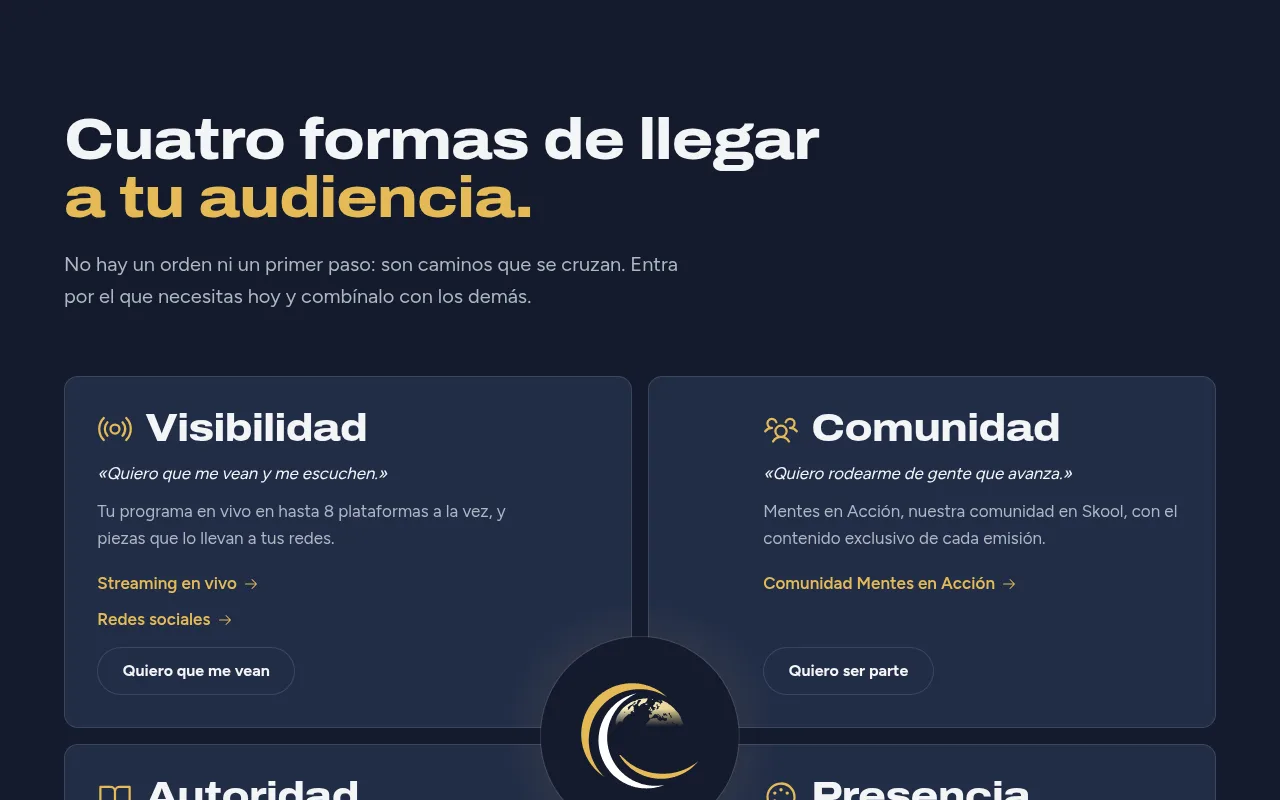 Cuatro formas de llegar
a tu audiencia.
No hay un orden ni un primer paso: son caminos que se cruzan. Entra
por el que necesitas hoy y combínalo con los demás.
Visibilidad
«Quiero que me vean y me escuchen.»
Tu programa en vivo en hasta 8 plataformas a la vez, y
piezas que lo llevan a tus redes.
Streaming en vivo →
Redes sociales →
Quiero que me vean
Comunidad
«Quiero rodearme de gente que avanza.»
Mentes en Acción, nuestra comunidad en Skool, con el
contenido exclusivo de cada emisión.
Comunidad Mentes en Acción →
Quiero ser parte
Autoridad
Presencia